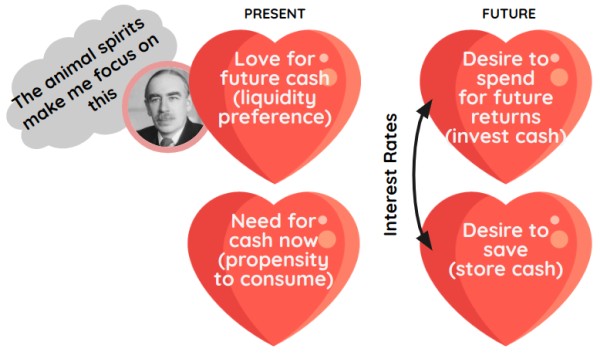 PRESENT
FUTURE
The animal spirits
make me focus on
this
Love for
future cash
(liquidity
preference)
Desire to
spend
for future
returns
(invest cash)
Interest Rates
Need for
cash now
(propensity
to consume)
Desire to
save
(store cash)